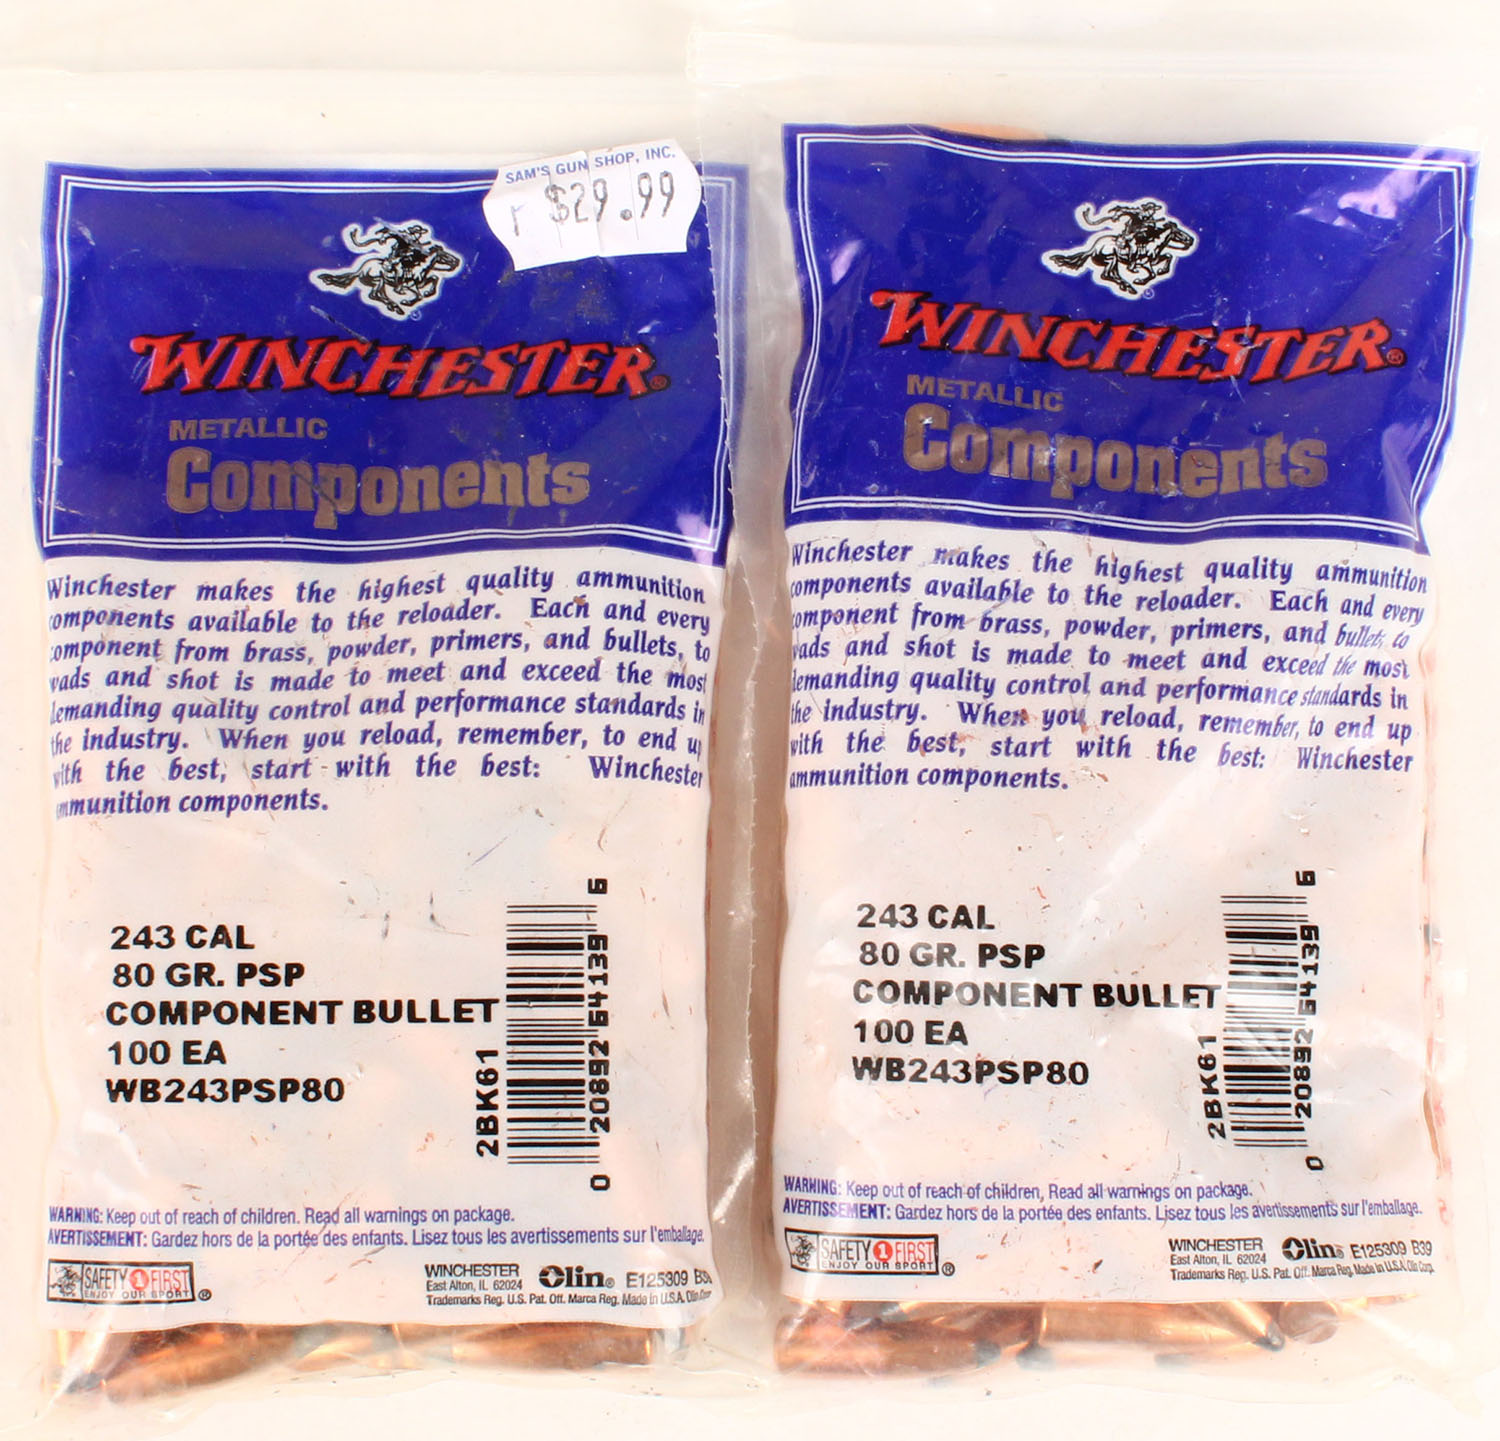 SAM'S GUN SHOP, INC.
r $29.99
WINCHESTER®
METALLIC
Components
Winchester makes the highest quality ammunition
components available to the reloader. Each and every
component from brass, powder, primers, and bullets, to
wads and shot is made to meet and exceed the most
demanding quality control and performance standards in
the industry. When you reload, remember, to end up
with the best, start with the best: Winchester
ammunition components.
243 CAL
80 GR. PSP
COMPONENT BULLET
100 EA
WB243PSP80
2BK61
0 20892 64139 6
WARNING: Keep out of reach of children. Read all warnings on package.
AVERTISSEMENT: Gardez hors de la portée des enfants. Lisez tous les avertissements sur l'emballage.
SAFETY 1 FIRST
ENJOY OUR SPORT ®
WINCHESTER
East Alton, IL 62024
Olin® E125309 B39
Trademarks Reg. U.S. Pat. Off. Marca Reg. Made in U.S.A. Olin Corp.
WINCHESTER®
METALLIC
Components
Winchester makes the highest quality ammunition
components available to the reloader. Each and every
component from brass, powder, primers, and bullets, to
wads and shot is made to meet and exceed the most
demanding quality control and performance standards in
the industry. When you reload, remember, to end up
with the best, start with the best: Winchester
ammunition components.
243 CAL
80 GR. PSP
COMPONENT BULLET
100 EA
WB243PSP80
2BK61
0 20892 64139 6
WARNING: Keep out of reach of children, Read all warnings on package.
AVERTISSEMENT: Gardez hors de la portée des enfants. Lisez tous les avertissements sur l'emballage.
SAFETY 1 FIRST
ENJOY OUR SPORT ®
WINCHESTER
East Alton, IL 62024
Olin® E125309 B39
Trademarks Reg. U.S. Pat. Off. Marca Reg. Made in U.S.A. Olin Corp.